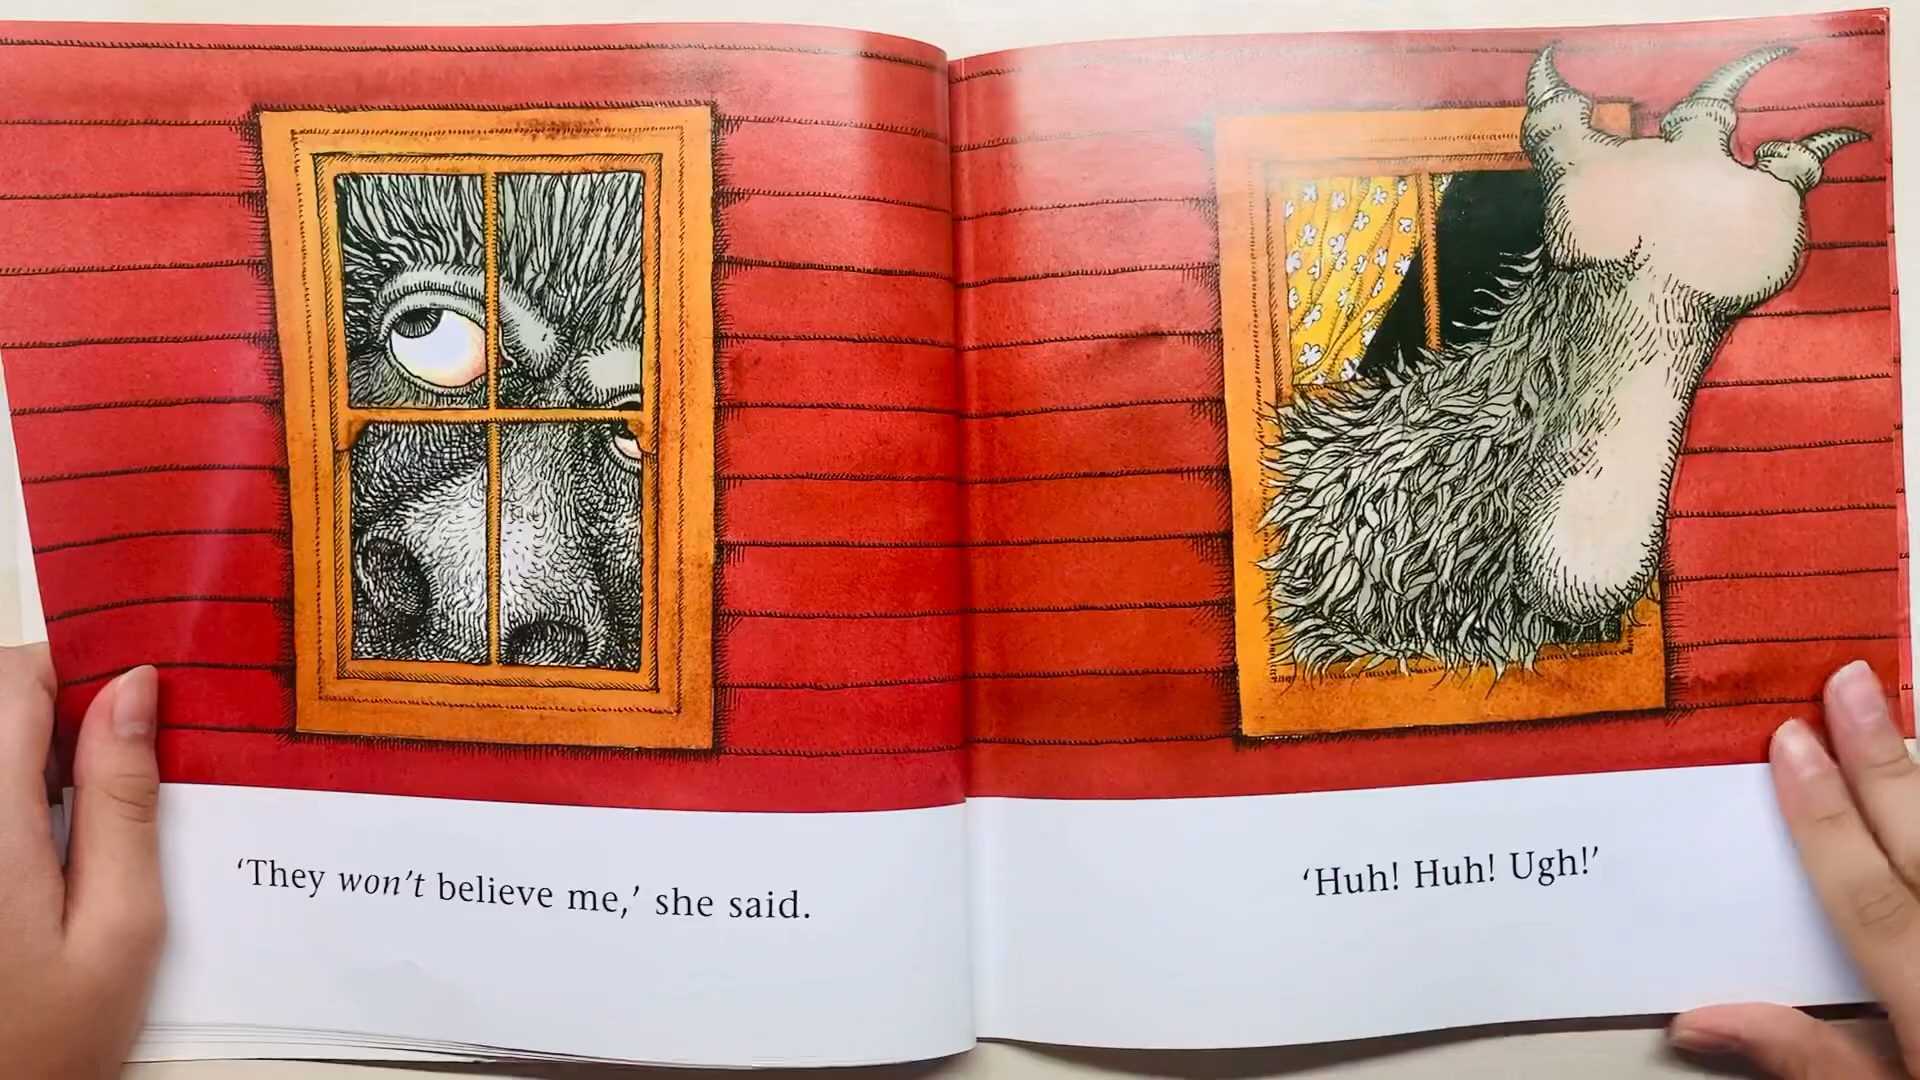 ‘They won’t believe me,’ she said.
‘Huh! Huh! Ugh!’